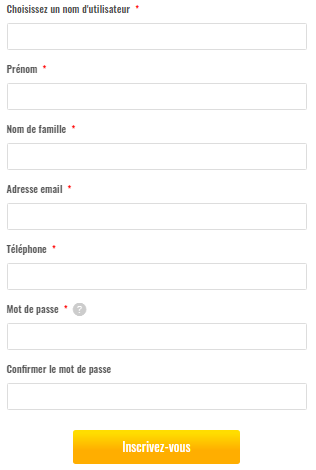 Choisissez un nom d'utilisateur *
Prénom *
Nom de famille *
Adresse email *
Téléphone *
Mot de passe * ?
Confirmer le mot de passe
Inscrivez-vous